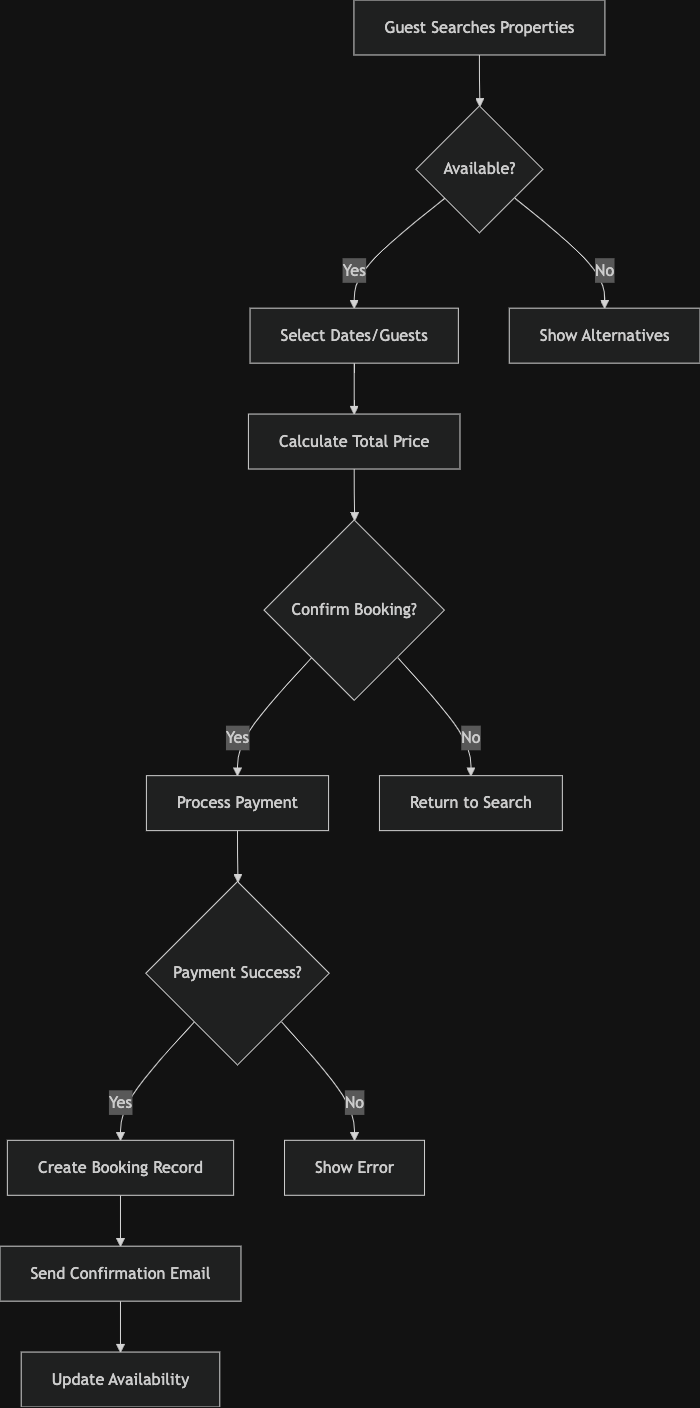 Guest Searches Properties
Available?
Yes
No
Select Dates/Guests
Show Alternatives
Calculate Total Price
Confirm Booking?
Yes
No
Process Payment
Return to Search
Payment Success?
Yes
No
Create Booking Record
Show Error
Send Confirmation Email
Update Availability